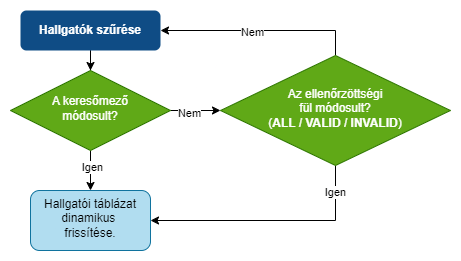 Hallgatók szűrése
Nem
A keresőmező
módosult?
Az ellenőrzöttségi
fül módosult?
(ALL / VALID / INVALID)
Nem
Igen
Igen
Hallgatói táblázat
dinamikus
frissítése.